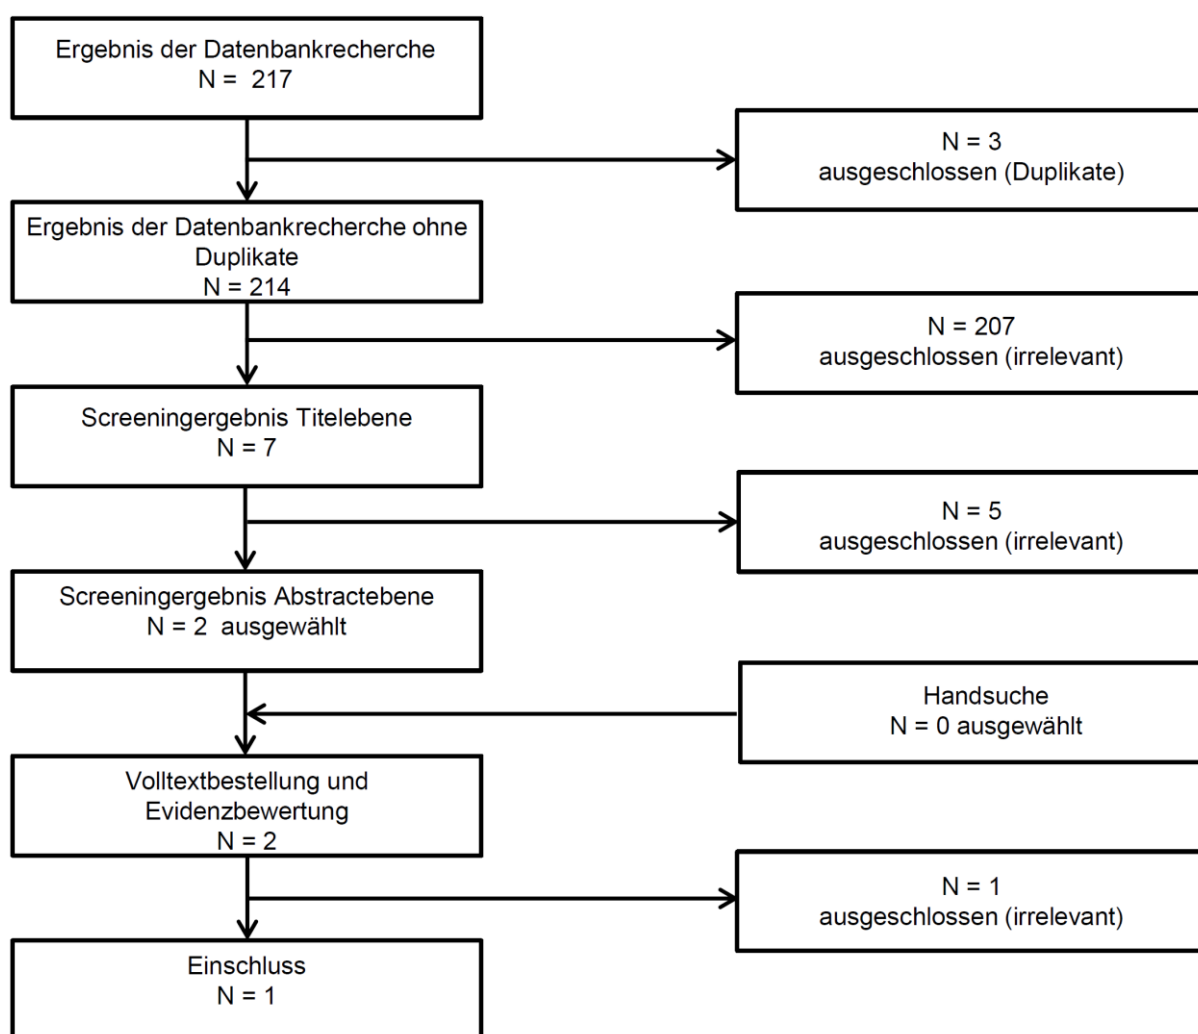 Ergebnis der Datenbankrecherche
N = 217
N = 3
ausgeschlossen (Duplikate)
Ergebnis der Datenbankrecherche ohne
Duplikate
N = 214
N = 207
ausgeschlossen (irrelevant)
Screeningergebnis Titelebene
N = 7
N = 5
ausgeschlossen (irrelevant)
Screeningergebnis Abstractebene
N = 2 ausgewählt
Handsuche
N = 0 ausgewählt
Volltextbestellung und
Evidenzbewertung
N = 2
N = 1
ausgeschlossen (irrelevant)
Einschluss
N = 1